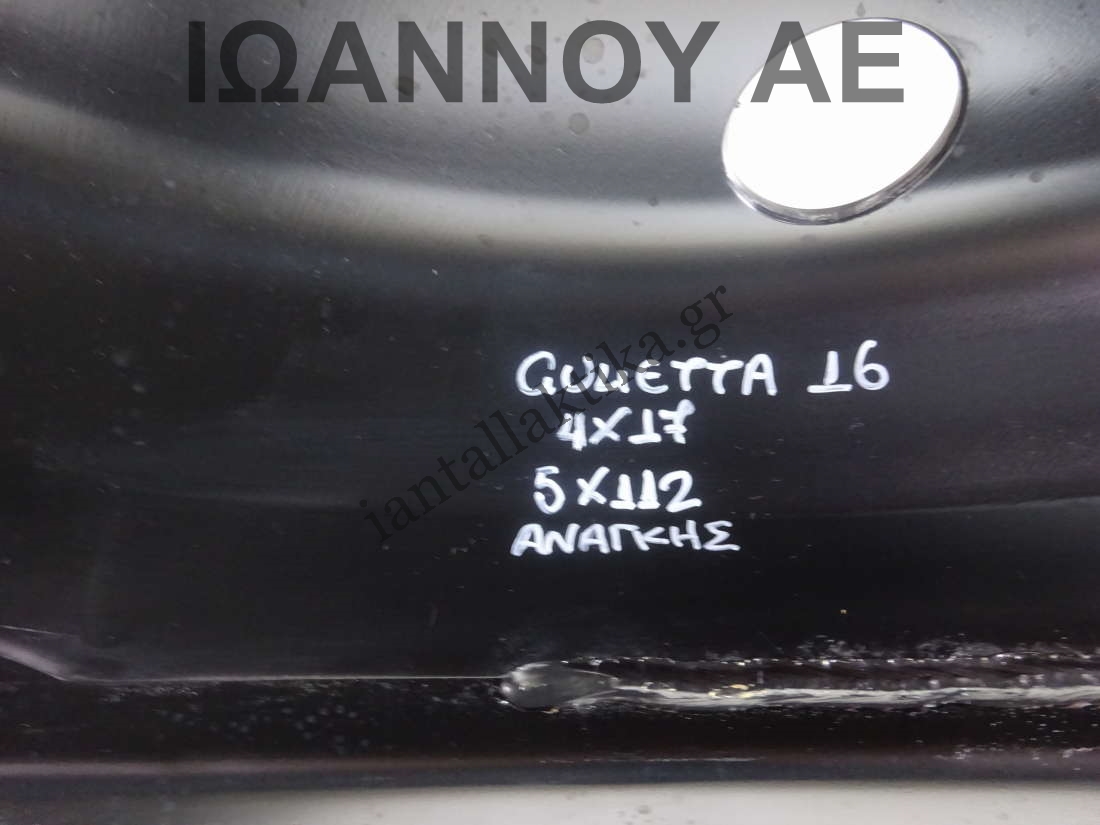 ΙΩΑΝΝΟΥ ΑΕ
iantallaktika.gr
GIULIETTA 16
4X17
5X112
ΑΝΑΓΚΗΣ